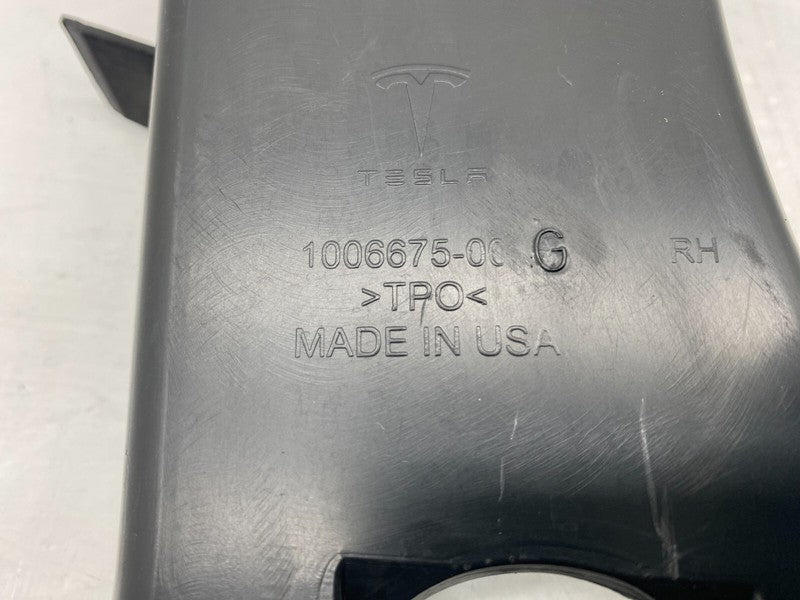 TESLA
1006675-00 G RH
>TPO<
MADE IN USA